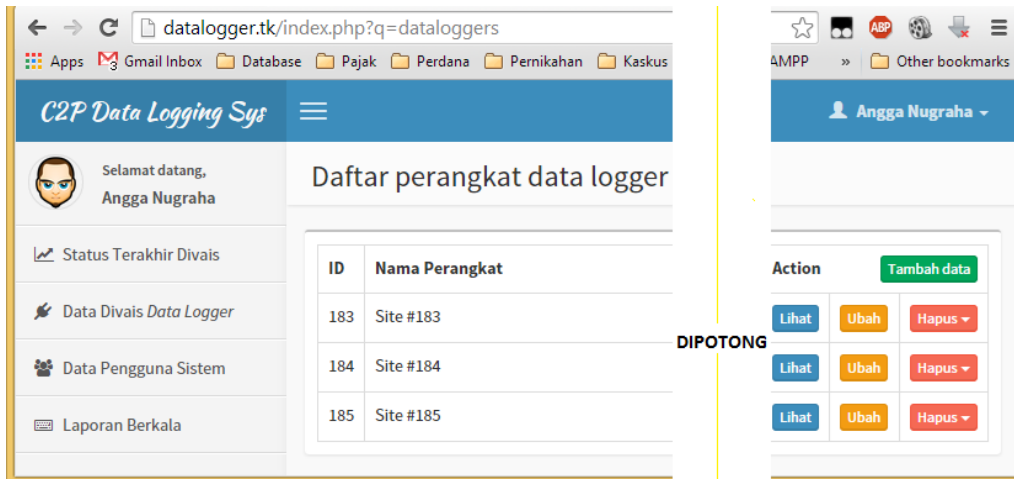 datalogger.tk/index.php?q=dataloggers
ABP
Apps Gmail Inbox Database Pajak Perdana Pernikahan Kaskus AMPP » Other bookmarks
C2P Data Logging Sys Angga Nugraha
Selamat datang,
Angga Nugraha
Daftar perangkat data logger
Status Terakhir Divais
Data Divais Data Logger
Data Pengguna Sistem
Laporan Berkala
ID Nama Perangkat Action Tambah data
183 Site #183 Lihat Ubah Hapus
DIPOTONG
184 Site #184 Lihat Ubah Hapus
185 Site #185 Lihat Ubah Hapus